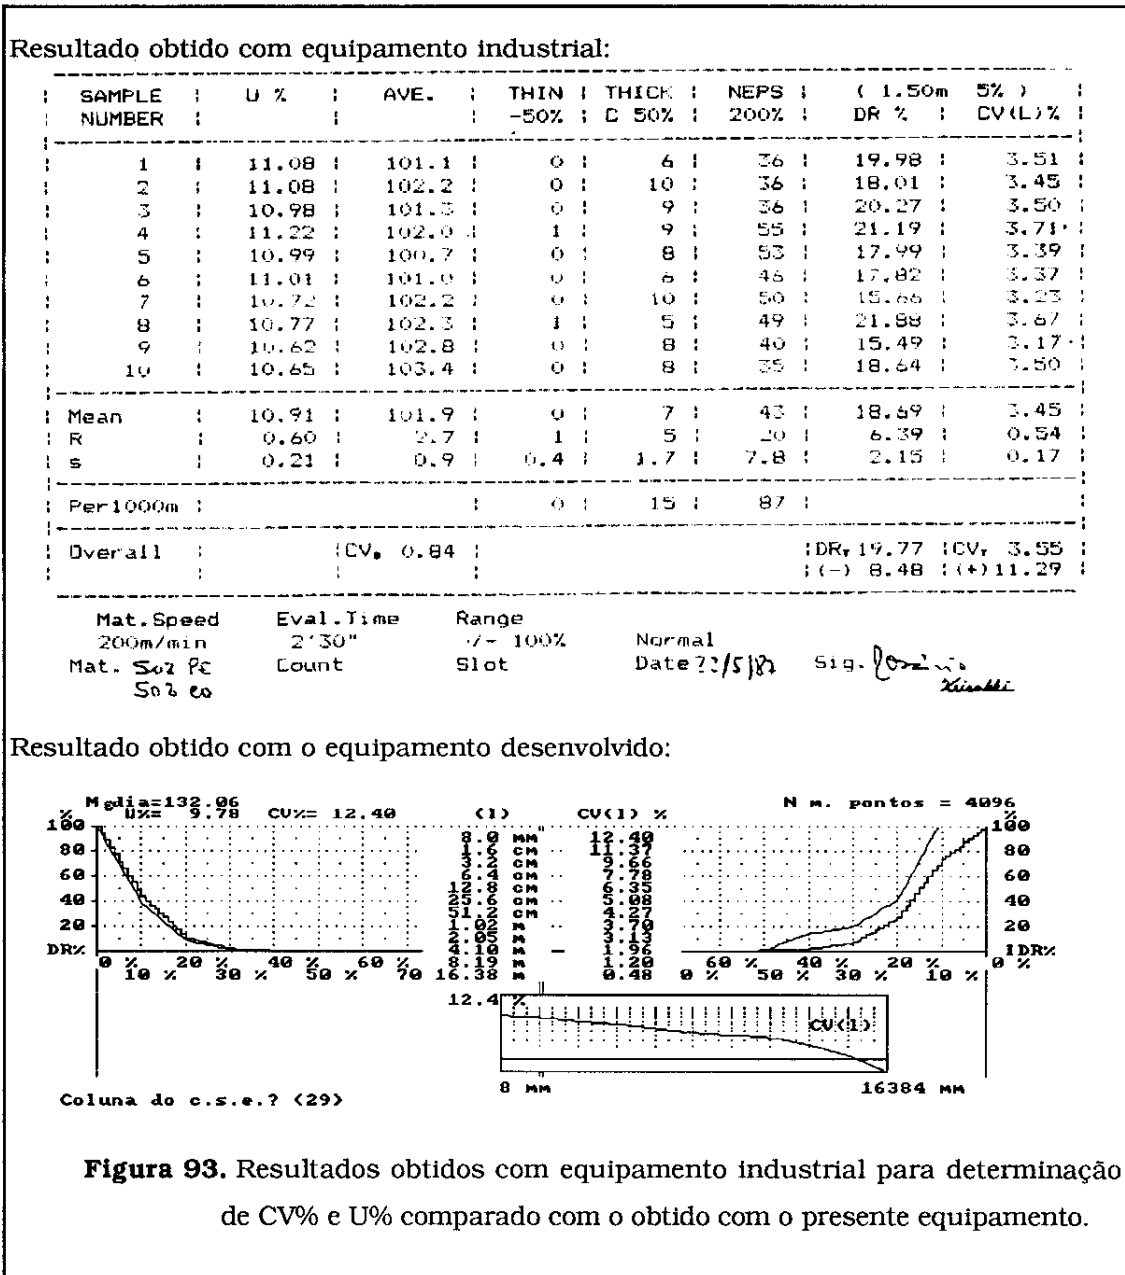 Resultado obtido com equipamento industrial:
SAMPLE U % AVE. THIN THICK NEPS ( 1.50m 5% )
NUMBER -50% C 50% 200% DR % CV(L)%
1 11.08 101.1 0 6 36 19.98 3.51
2 11.08 102.2 0 10 36 18.01 3.45
3 10.98 101.3 0 9 36 20.27 3.50
4 11.22 102.0 1 9 55 21.19 3.71
5 10.99 100.7 0 8 53 17.99 3.39
6 11.01 101.0 0 6 46 17.82 3.37
7 10.72 102.2 0 10 50 15.66 3.23
8 10.77 102.3 1 5 49 21.88 3.67
9 10.62 102.8 0 8 40 15.49 3.17
10 10.65 103.4 0 8 35 18.64 3.50
Mean 10.91 101.9 0 7 43 18.69 3.45
R 0.60 2.7 1 5 20 6.39 0.54
s 0.21 0.9 0.4 1.7 7.8 2.15 0.17
Per1000m 0 15 87
Overall CVB 0.84 DRT 19.77 CVT 3.55
(-) 8.48 (+)11.29
Mat.Speed Eval.Time Range
200m/min 2'30" +/- 100% Normal
Mat. Count Slot Date /5/87 Sig.
Resultado obtido com o equipamento desenvolvido:
Media=132.06 N m. pontos = 4096
% U%= 9.78 CV%= 12.40 (l) CV(l) % %
100 8.0 mm 12.40 100
80 1.6 cm 11.37 80
3.2 cm 9.66
60 6.4 cm 7.78 60
12.8 cm 6.35
40 25.6 cm 5.08 40
51.2 cm 4.27
20 1.02 m 3.70 20
2.05 m 3.13
DR% 4.10 m 1.96 IDR%
0 % 20 % 40 % 60 % 8.19 m 1.20 60 % 40 % 20 % 0 %
10 % 30 % 50 % 70 16.38 m 0.48 0 % 50 % 30 % 10 %
12.4 %
CV(l)
8 mm 16384 mm
Coluna do c.s.e.? (29)
Figura 93. Resultados obtidos com equipamento industrial para determinação
de CV% e U% comparado com o obtido com o presente equipamento.